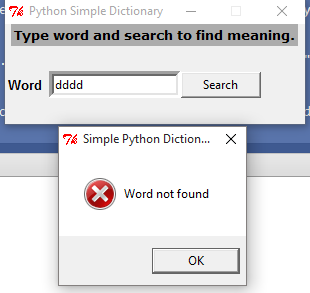 Python Simple Dictionary
Type word and search to find meaning.
Word dddd Search
Simple Python Diction...
Word not found
OK